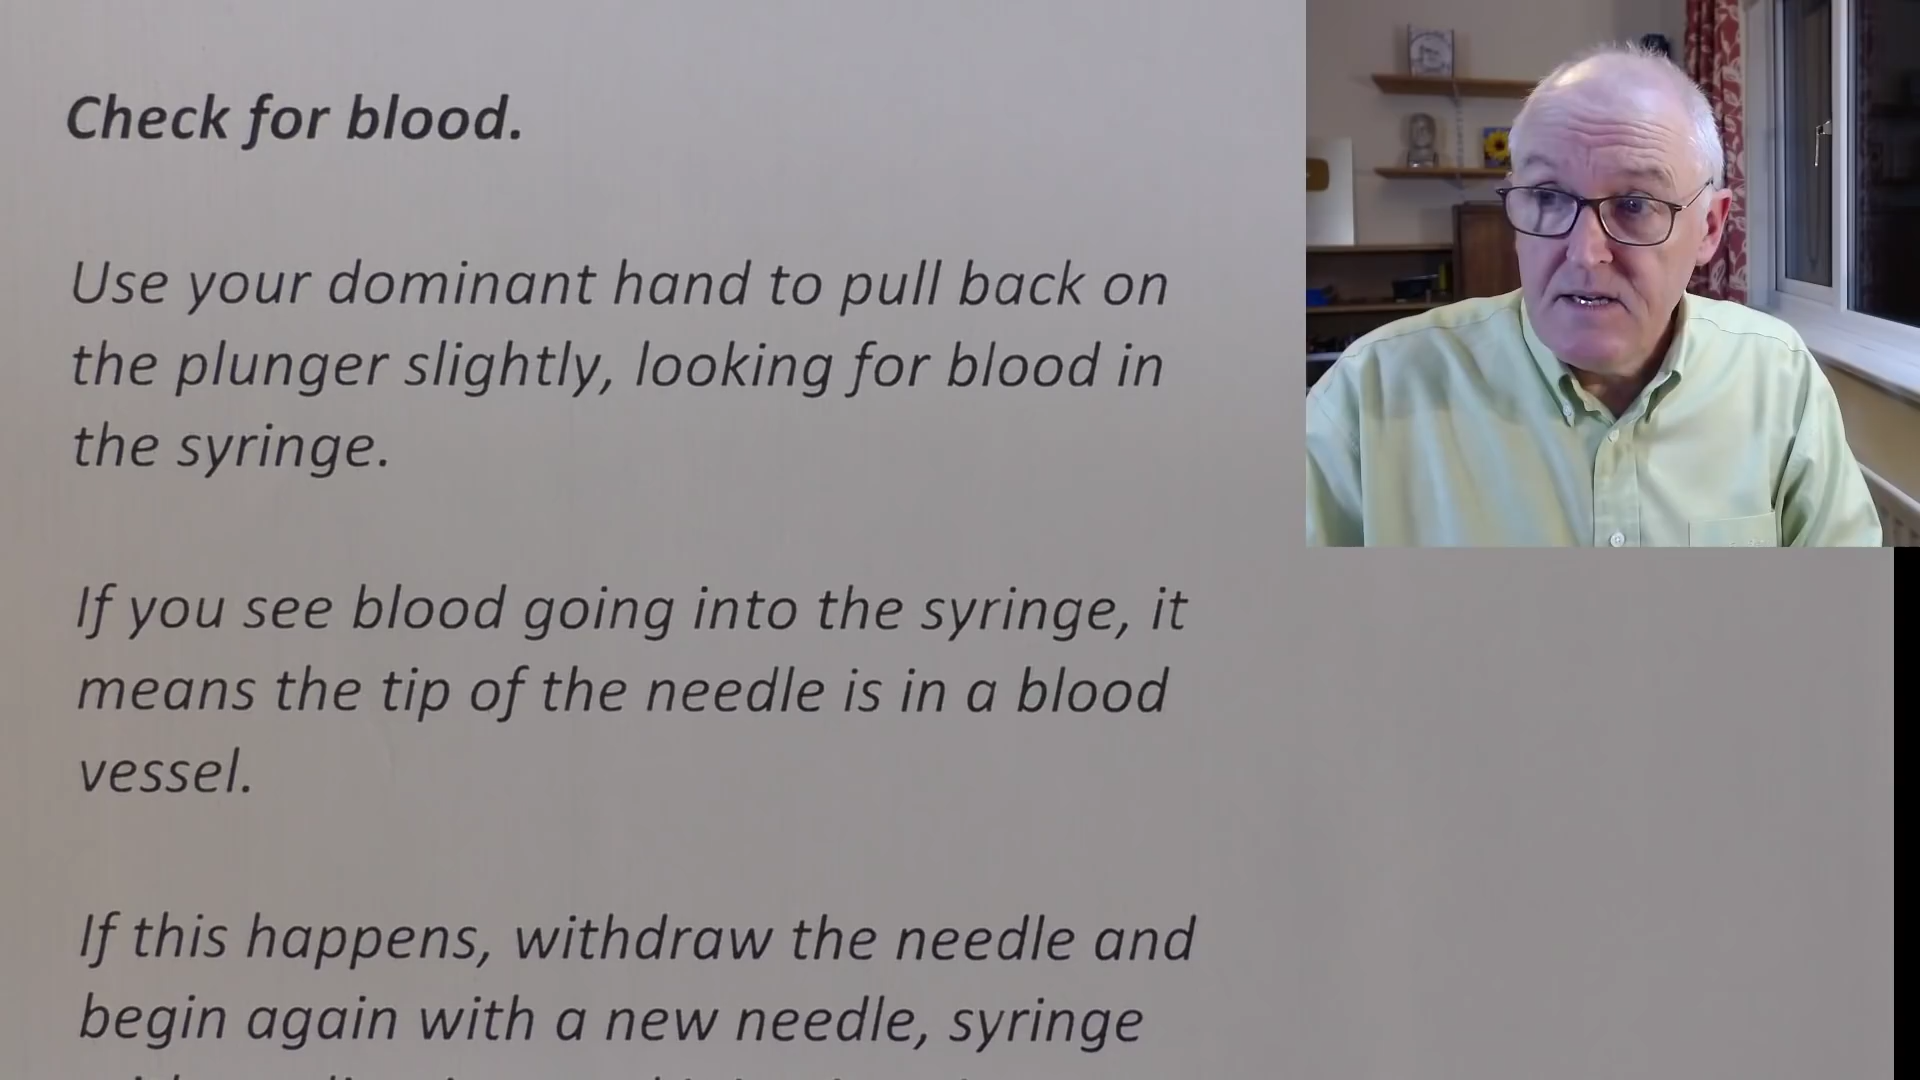 Check for blood.
Use your dominant hand to pull back on
the plunger slightly, looking for blood in
the syringe.
If you see blood going into the syringe, it
means the tip of the needle is in a blood
vessel.
If this happens, withdraw the needle and
begin again with a new needle, syringe